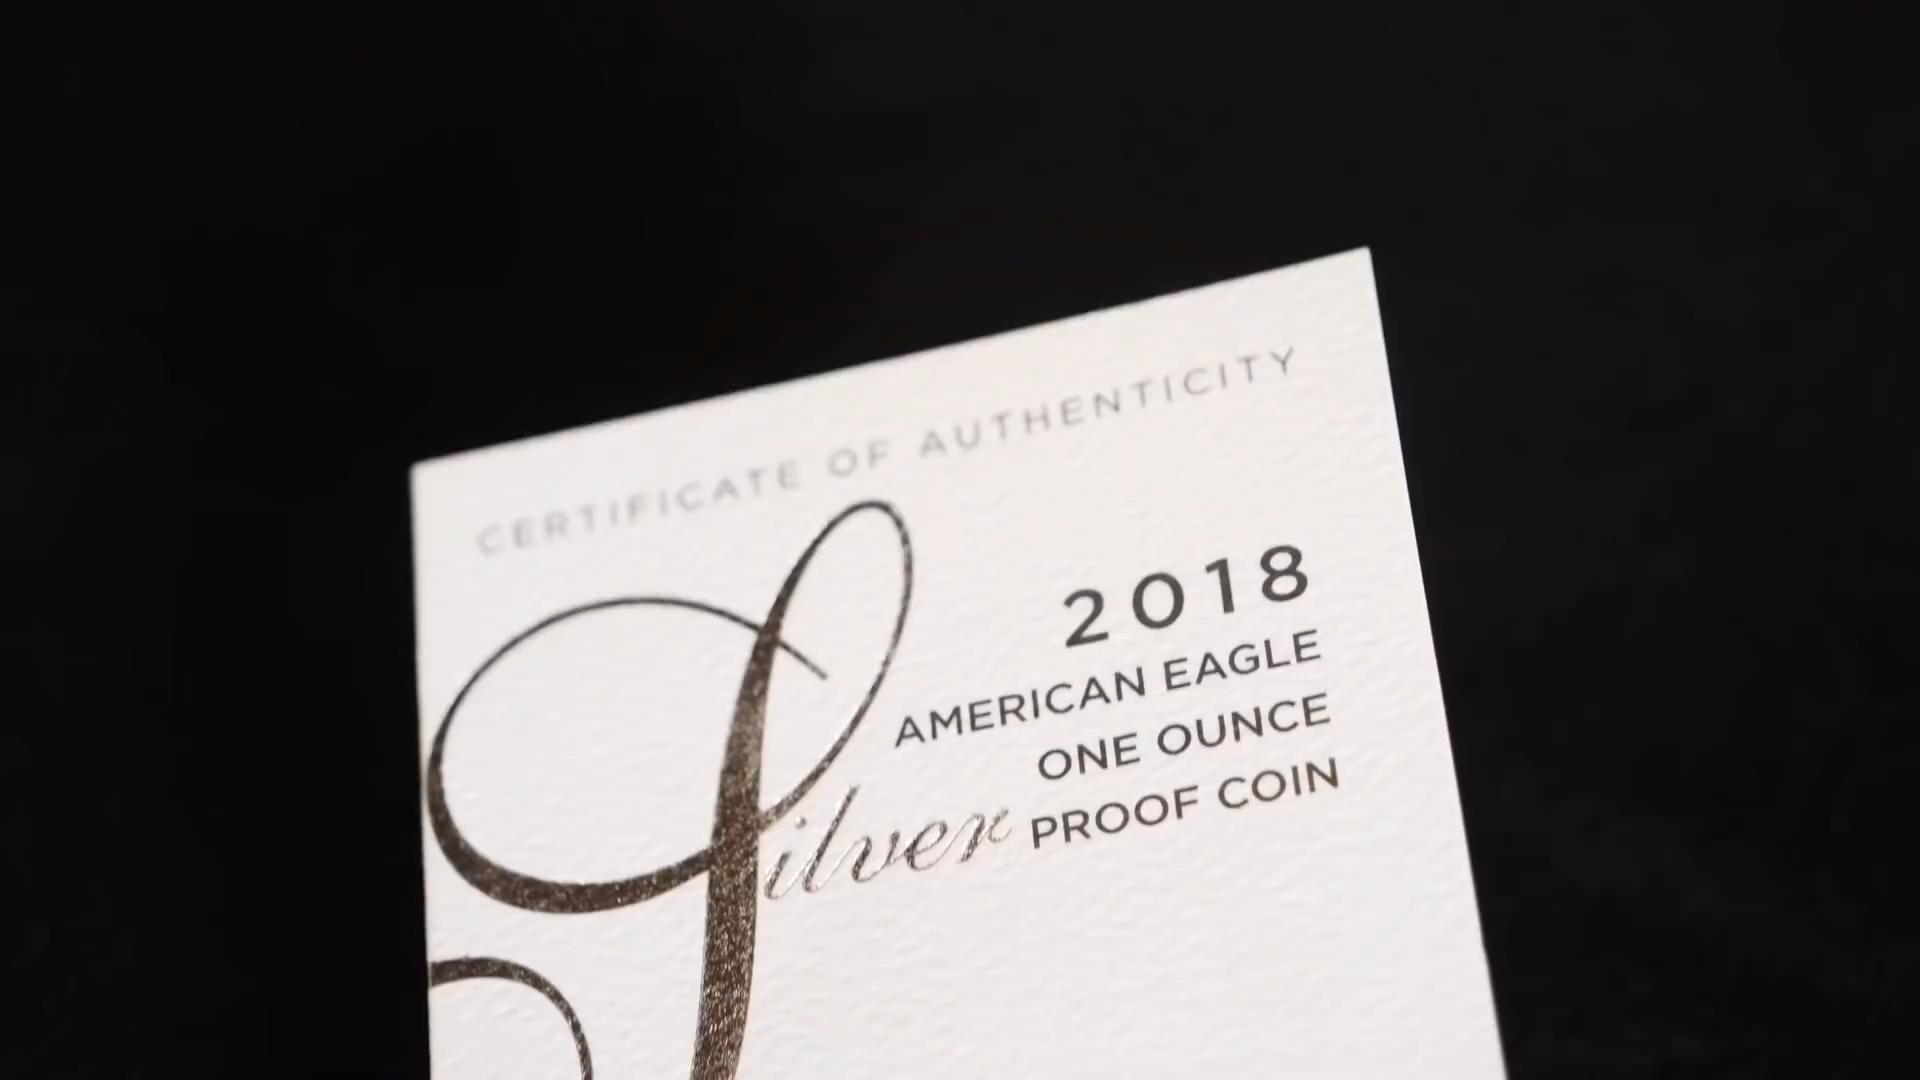 CERTIFICATE OF AUTHENTICITY
2018
AMERICAN EAGLE
ONE OUNCE
Silver PROOF COIN